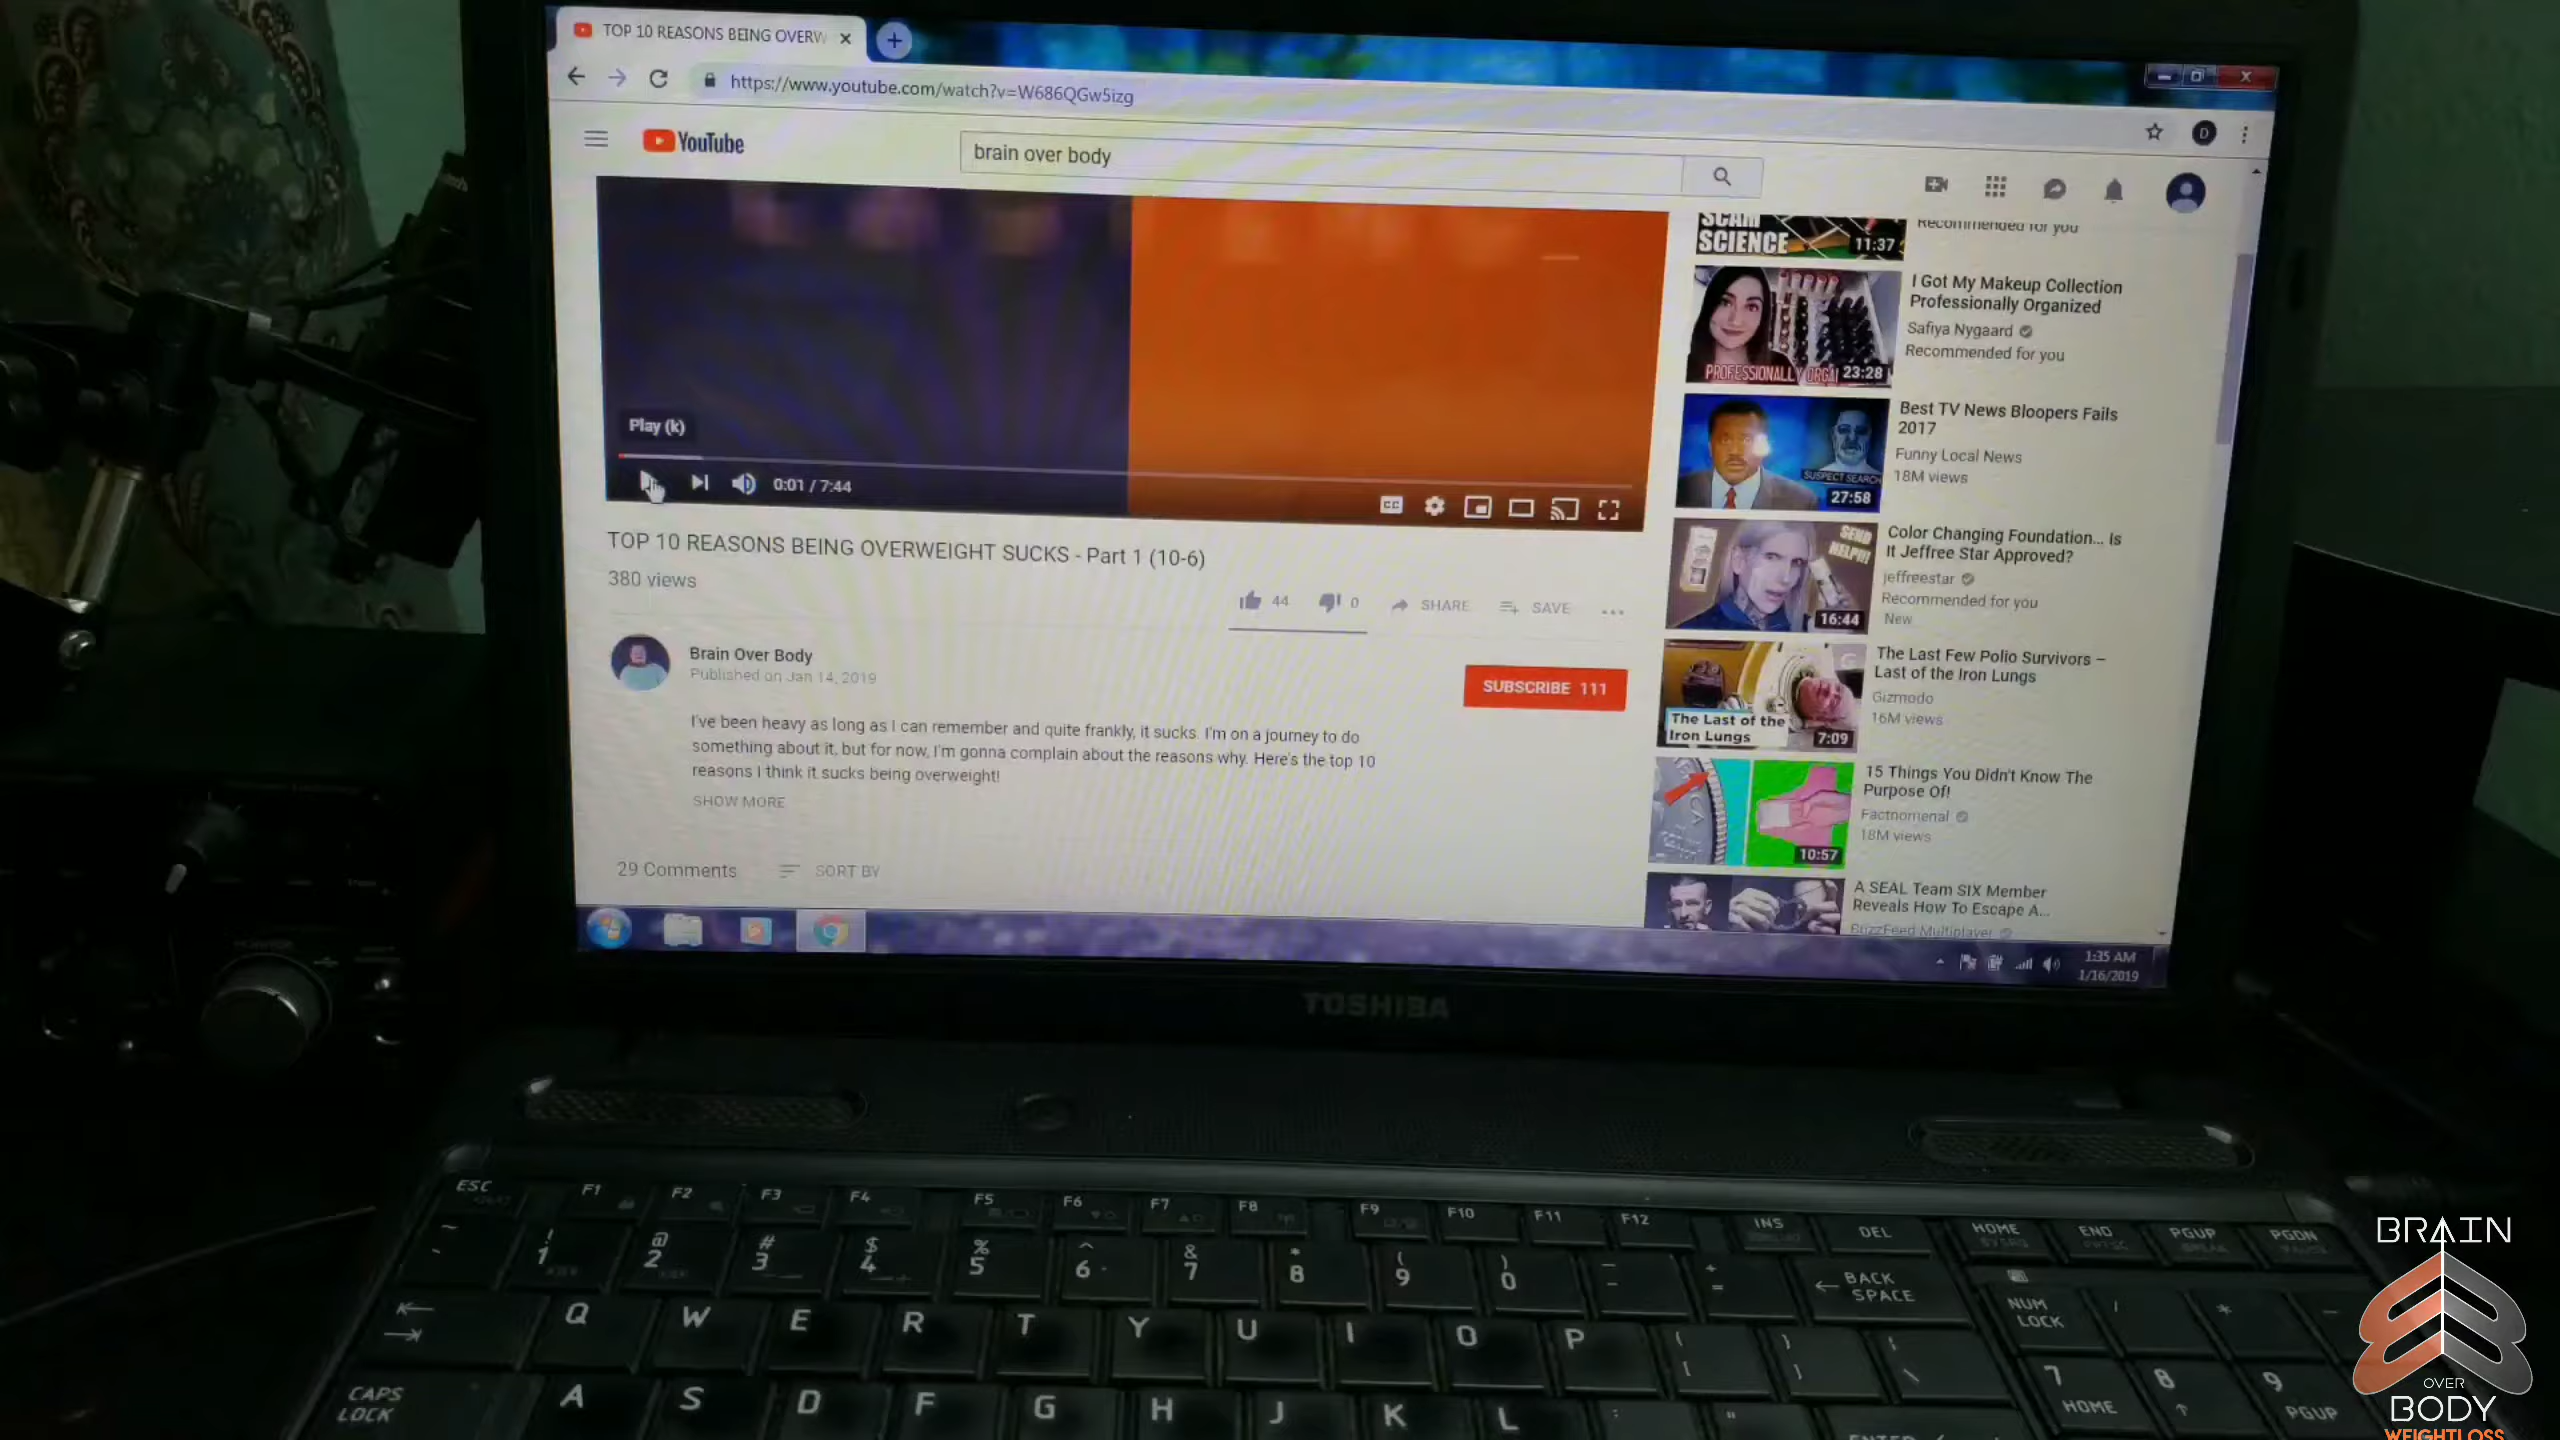 TOP 10 REASONS BEING OVERW
https://www.youtube.com/watch?v=W686QGw5izg
D
YouTube
brain over body
Play (k)
0:01 / 7:44
CC
TOP 10 REASONS BEING OVERWEIGHT SUCKS - Part 1 (10-6)
380 views
44
0
SHARE
SAVE
Brain Over Body
Published on Jan 14, 2019
SUBSCRIBE 111
I've been heavy as long as I can remember and quite frankly, it sucks. I'm on a journey to do
something about it, but for now, I'm gonna complain about the reasons why. Here's the top 10
reasons I think it sucks being overweight!
SHOW MORE
29 Comments
SORT BY
SCAM
SCIENCE
11:37
Recommended for you
I Got My Makeup Collection
Professionally Organized
Safiya Nygaard
Recommended for you
PROFESSIONALLY ORGA
23:28
Best TV News Bloopers Fails
2017
Funny Local News
18M views
SUSPECT SEARCH
27:58
Color Changing Foundation... Is
It Jeffree Star Approved?
jeffreestar
Recommended for you
New
SEND
HELP!!!
16:44
The Last Few Polio Survivors –
Last of the Iron Lungs
Gizmodo
16M views
The Last of the
Iron Lungs
7:09
15 Things You Didn't Know The
Purpose Of!
Factnomenal
18M views
10:57
A SEAL Team SIX Member
Reveals How To Escape A...
BuzzFeed Multiplayer
1:35 AM
1/16/2019
TOSHIBA
ESC F1 F2 F3 F4 F5 F6 F7 F8 F9 F10 F11 F12 INS DEL HOME END PGUP PGDN
~ ! @ # $ % ^ & * ( ) _ +
1 2 3 4 5 6 7 8 9 0 - =
BACK
SPACE
NUM
LOCK
/ * -
Q W E R T Y U I O P { } |
[ ] \
7 8 9
HOME ↑ PGUP
CAPS
LOCK
A S D F G H J K L : "
BRAIN
OVER
BODY
WEIGHTLOSS